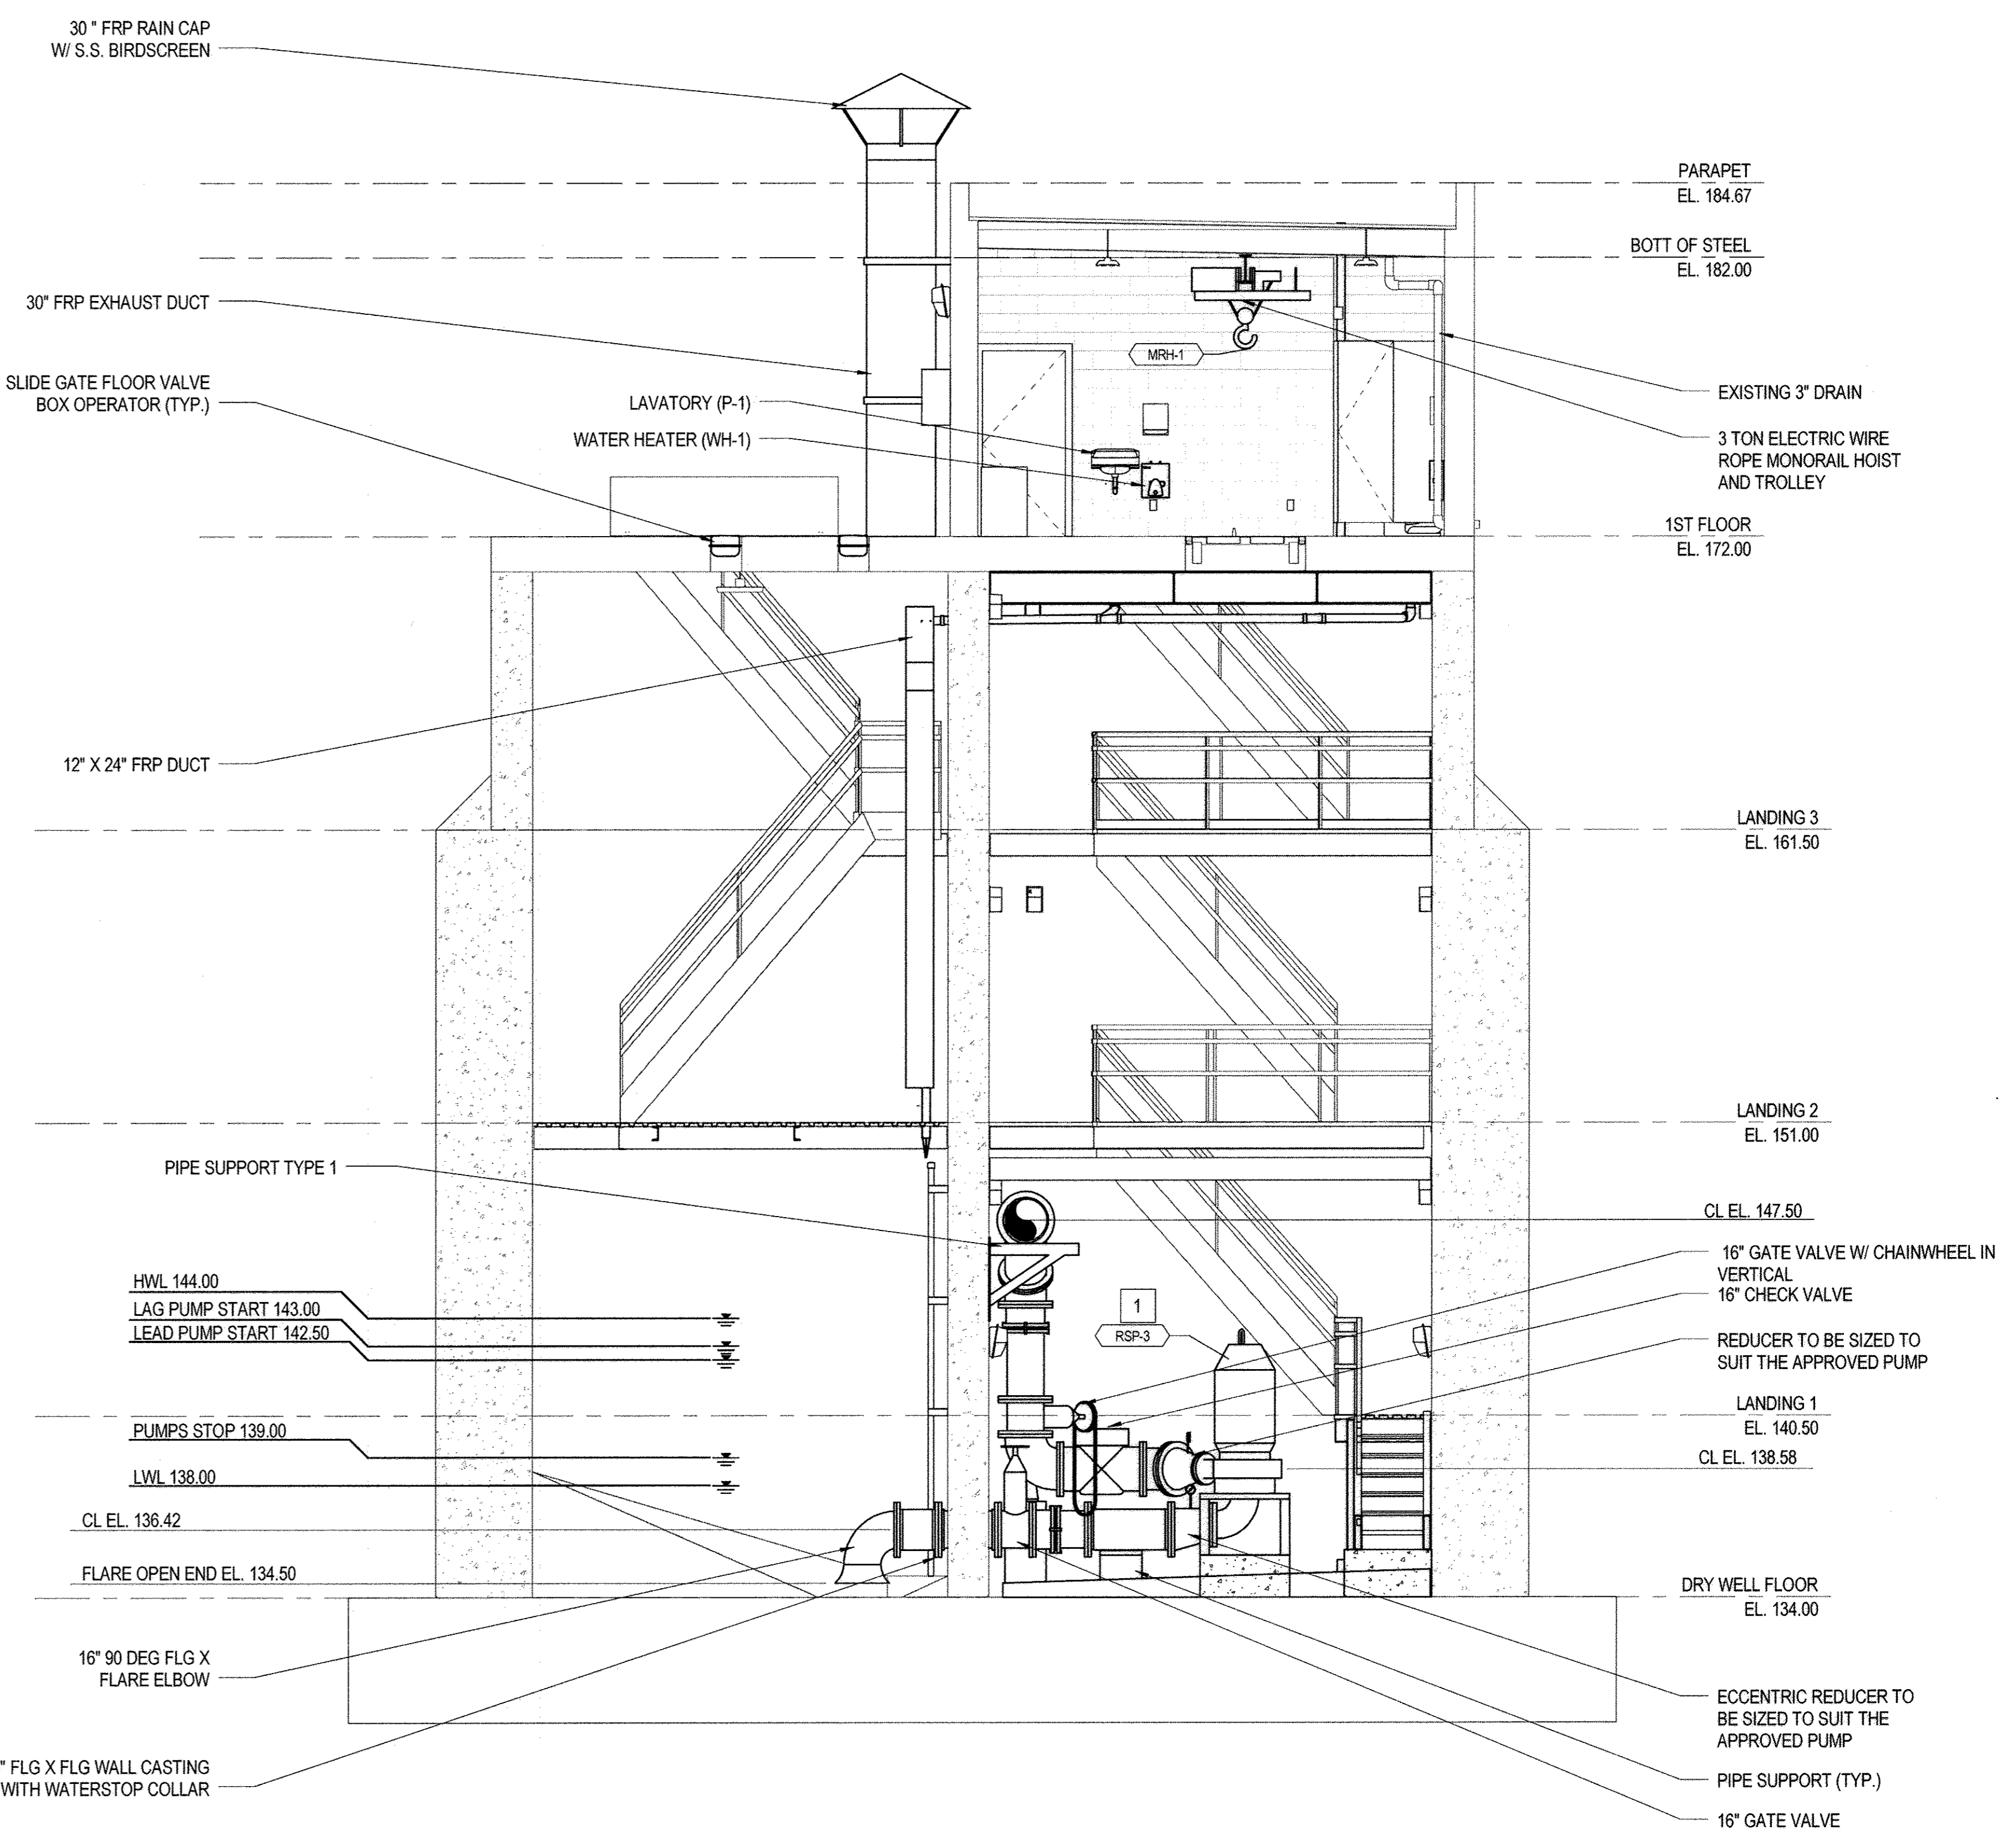 30 " FRP RAIN CAP
W/ S.S. BIRDSCREEN
PARAPET
EL. 184.67
BOTT OF STEEL
EL. 182.00
30" FRP EXHAUST DUCT
MRH-1
SLIDE GATE FLOOR VALVE
BOX OPERATOR (TYP.)
LAVATORY (P-1)
WATER HEATER (WH-1)
EXISTING 3" DRAIN
3 TON ELECTRIC WIRE
ROPE MONORAIL HOIST
AND TROLLEY
1ST FLOOR
EL. 172.00
12" X 24" FRP DUCT
LANDING 3
EL. 161.50
LANDING 2
EL. 151.00
PIPE SUPPORT TYPE 1
CL EL. 147.50
16" GATE VALVE W/ CHAINWHEEL IN
VERTICAL
16" CHECK VALVE
HWL 144.00
LAG PUMP START 143.00
LEAD PUMP START 142.50
1
RSP-3
REDUCER TO BE SIZED TO
SUIT THE APPROVED PUMP
LANDING 1
EL. 140.50
PUMPS STOP 139.00
CL EL. 138.58
LWL 138.00
CL EL. 136.42
FLARE OPEN END EL. 134.50
DRY WELL FLOOR
EL. 134.00
16" 90 DEG FLG X
FLARE ELBOW
ECCENTRIC REDUCER TO
BE SIZED TO SUIT THE
APPROVED PUMP
" FLG X FLG WALL CASTING
WITH WATERSTOP COLLAR
PIPE SUPPORT (TYP.)
16" GATE VALVE